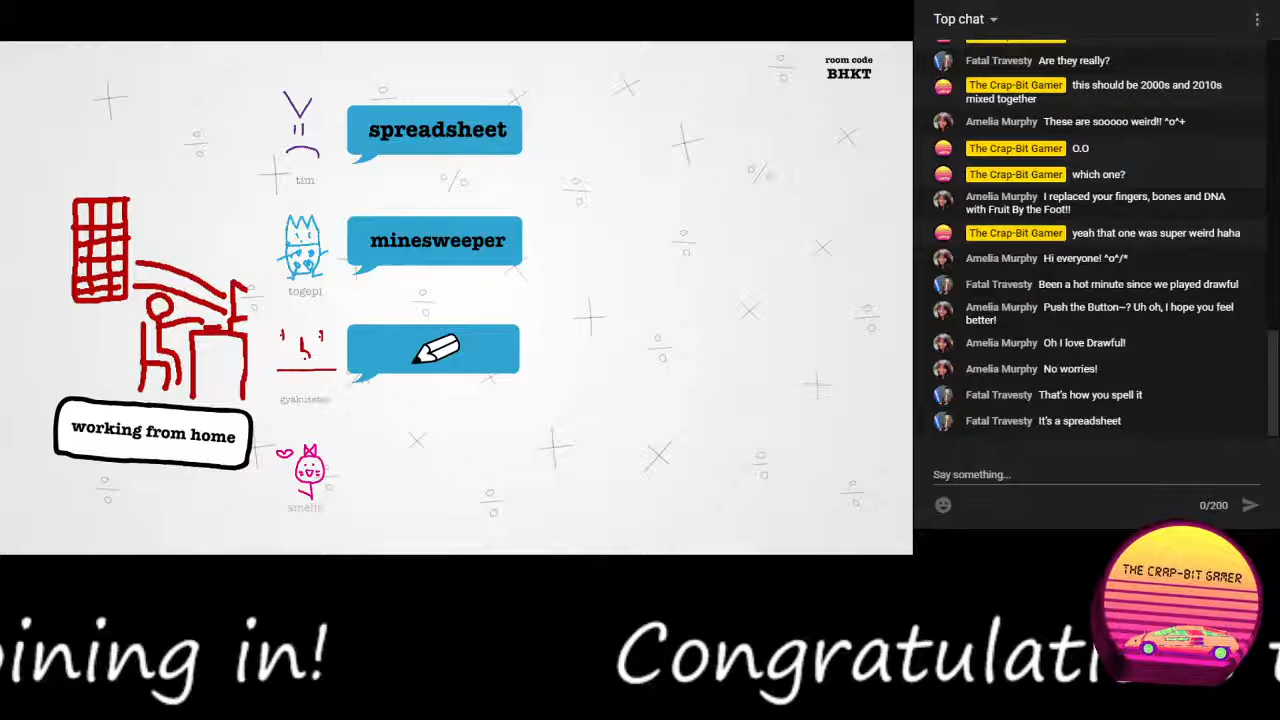 room code
BHKT
spreadsheet
tim
minesweeper
togepi
smells
working from home
Top chat
Fatal Travesty Are they really?
The Crap-Bit Gamer this should be 2000s and 2010s
mixed together
Amelia Murphy These are sooooo weird!! ^o^+
The Crap-Bit Gamer O.O
The Crap-Bit Gamer which one?
Amelia Murphy I replaced your fingers, bones and DNA
with Fruit By the Foot!!
The Crap-Bit Gamer yeah that one was super weird haha
Amelia Murphy Hi everyone! ^o^/*
Fatal Travesty Been a hot minute since we played drawful
Amelia Murphy Push the Button~? Uh oh, I hope you feel
better!
Amelia Murphy Oh I love Drawful!
Amelia Murphy No worries!
Fatal Travesty That's how you spell it
Fatal Travesty It's a spreadsheet
Say something...
0/200
THE CRAP-BIT GAMER
oining in!
Congratulati